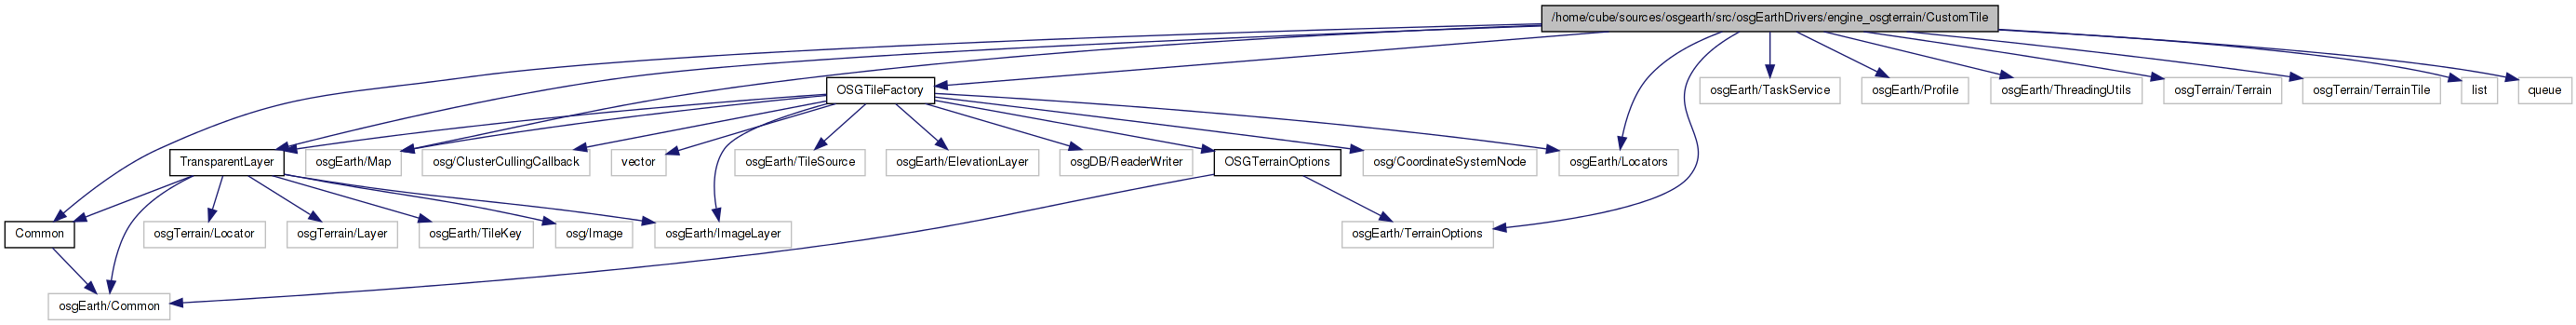 /home/cube/sources/osgearth/src/osgEarthDrivers/engine_osgterrain/CustomTile
OSGTileFactory
osgEarth/TaskService
osgEarth/Profile
osgEarth/ThreadingUtils
osgTerrain/Terrain
osgTerrain/TerrainTile
list
queue
TransparentLayer
osgEarth/Map
osg/ClusterCullingCallback
vector
osgEarth/TileSource
osgEarth/ElevationLayer
osgDB/ReaderWriter
OSGTerrainOptions
osg/CoordinateSystemNode
osgEarth/Locators
Common
osgTerrain/Locator
osgTerrain/Layer
osgEarth/TileKey
osg/Image
osgEarth/ImageLayer
osgEarth/TerrainOptions
osgEarth/Common